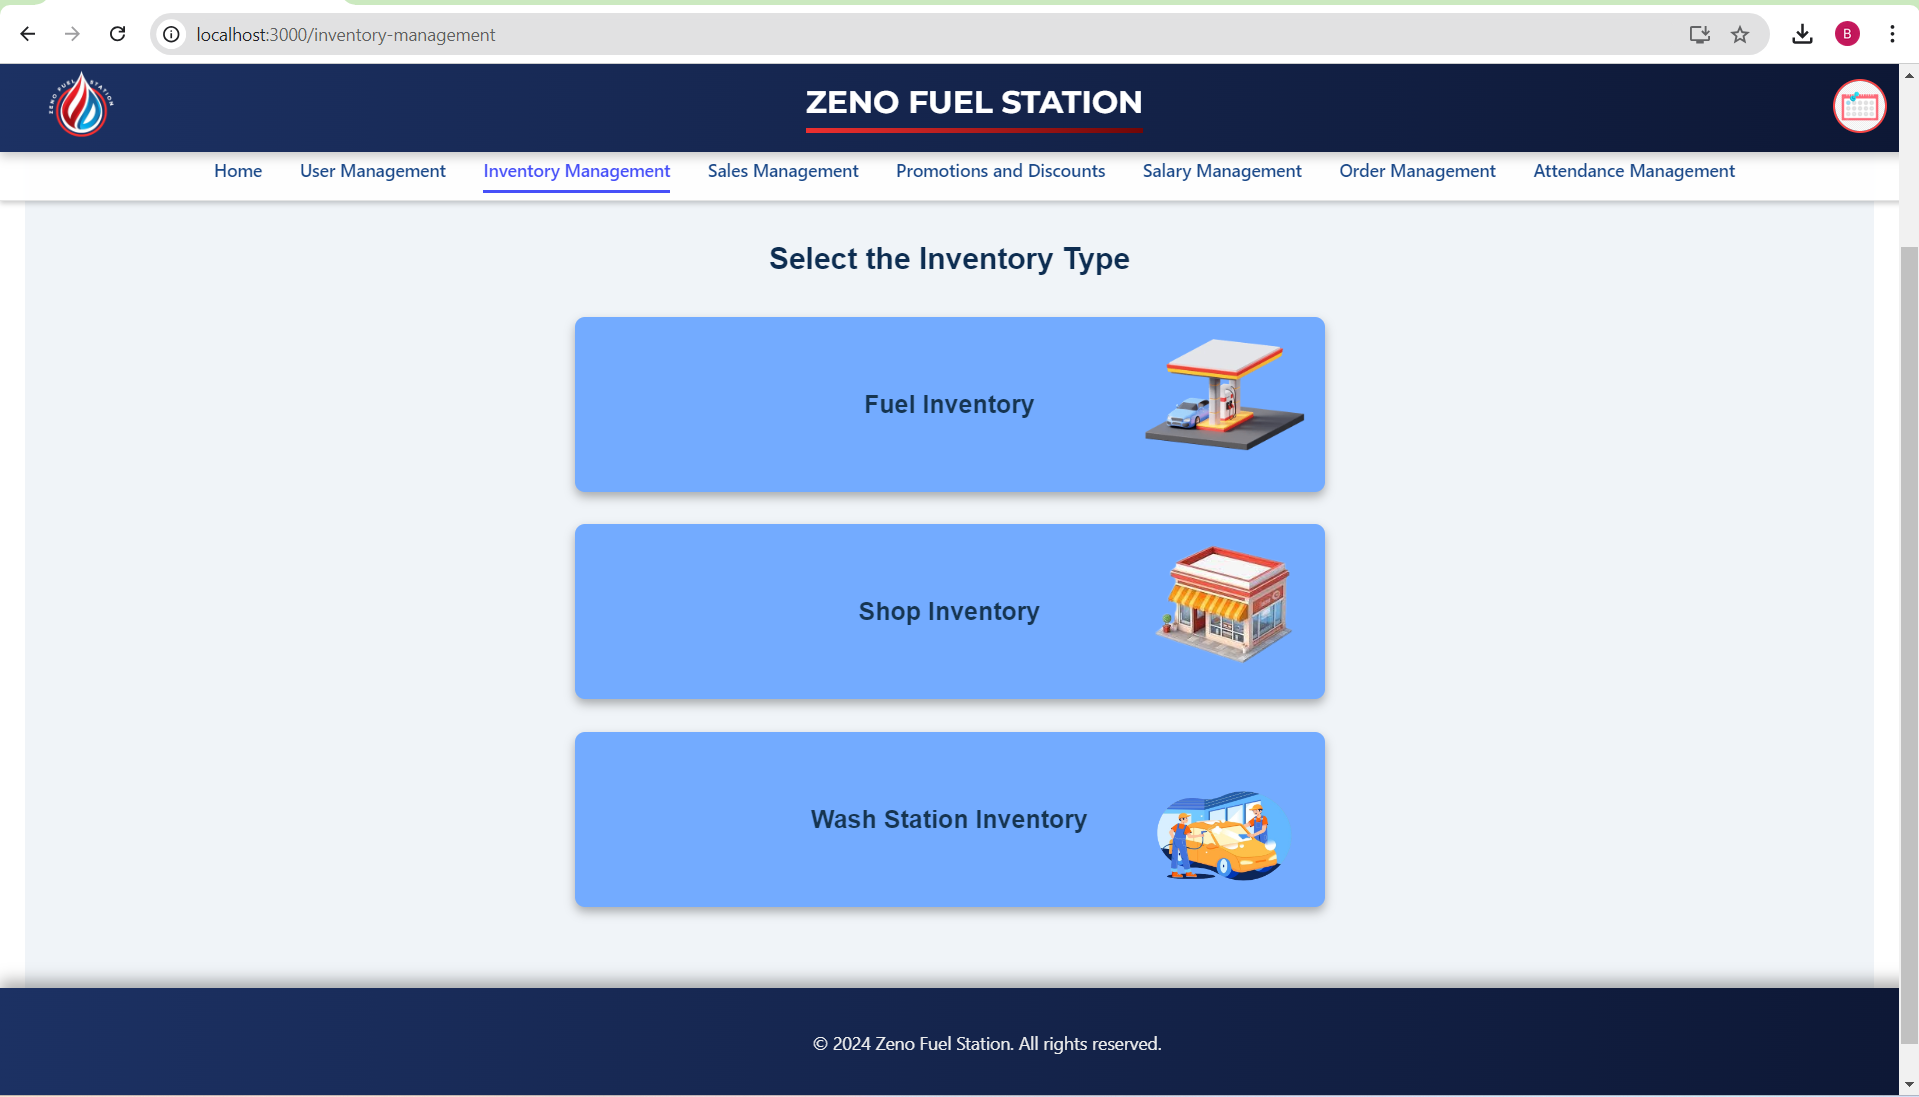 localhost:3000/inventory-management
B
ZENO FUEL STATION
ZENO FUEL STATION
Home User Management Inventory Management Sales Management Promotions and Discounts Salary Management Order Management Attendance Management
Select the Inventory Type
Fuel Inventory
Shop Inventory
Wash Station Inventory
© 2024 Zeno Fuel Station. All rights reserved.